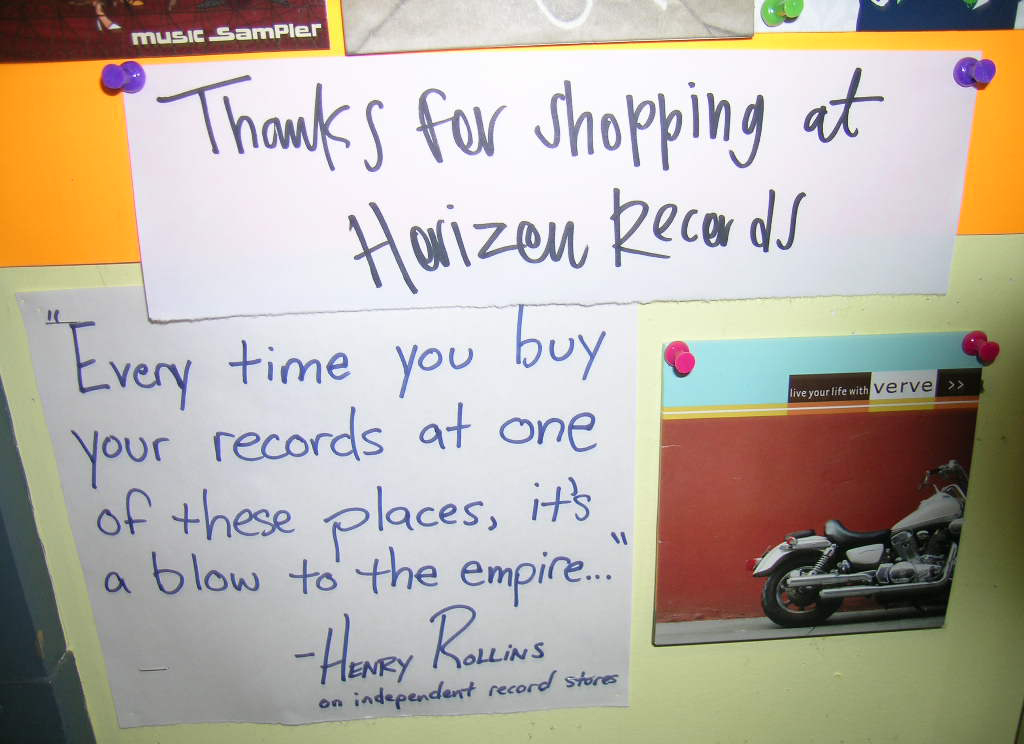 music Sampler
Thanks for shopping at
Horizon Records
"Every time you buy
your records at one
of these places, it's
a blow to the empire..."
-HENRY ROLLINS
on independent record stores
live your life with verve >>